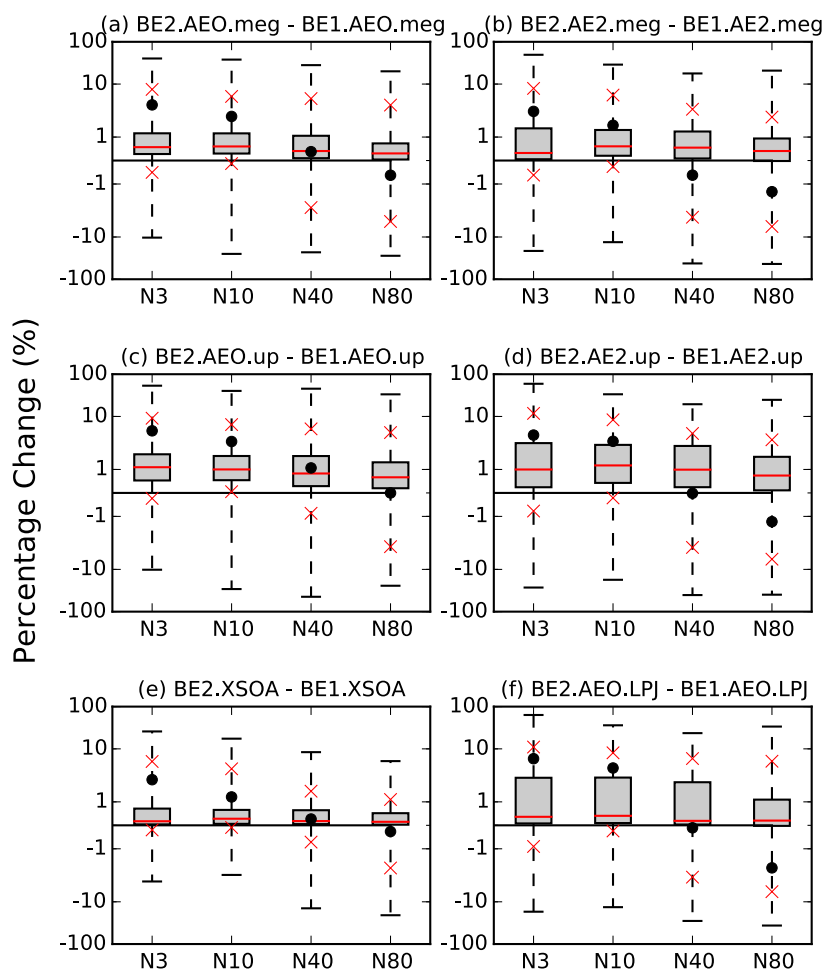 (a) BE2.AEO.meg - BE1.AEO.meg
(b) BE2.AE2.meg - BE1.AE2.meg
100
10
1
-1
-10
-100
N3 N10 N40 N80
100
10
1
-1
-10
-100
N3 N10 N40 N80
Percentage Change (%)
(c) BE2.AEO.up - BE1.AEO.up
(d) BE2.AE2.up - BE1.AE2.up
100
10
1
-1
-10
-100
N3 N10 N40 N80
100
10
1
-1
-10
-100
N3 N10 N40 N80
(e) BE2.XSOA - BE1.XSOA
(f) BE2.AEO.LPJ - BE1.AEO.LPJ
100
10
1
-1
-10
-100
N3 N10 N40 N80
100
10
1
-1
-10
-100
N3 N10 N40 N80